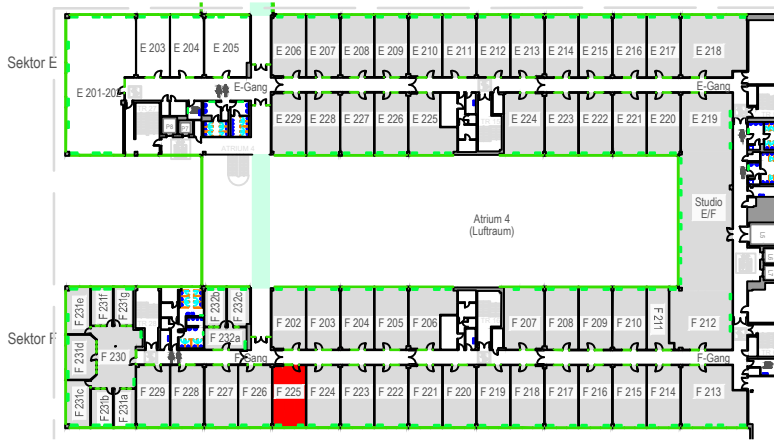 E 203 E 204 E 205 E 206 E 207 E 208 E 209 E 210 E 211 E 212 E 213 E 214 E 215 E 216 E 217 E 218
Sektor E
E 201-202
E-Gang E-Gang
E 229 E 228 E 227 E 226 E 225 E 224 E 223 E 222 E 221 E 220 E 219
ATRIUM 4
Studio
E/F
Atrium 4
(Luftraum)
F 231e F 231f F 231g F 232b F 232c
F 202 F 203 F 204 F 205 F 206 F 207 F 208 F 209 F 210 F 211 F 212
Sektor F
F 231d F 230 F 232a
F-Gang F-Gang
F 231c F 231b F 231a F 229 F 228 F 227 F 226 F 225 F 224 F 223 F 222 F 221 F 220 F 219 F 218 F 217 F 216 F 215 F 214 F 213